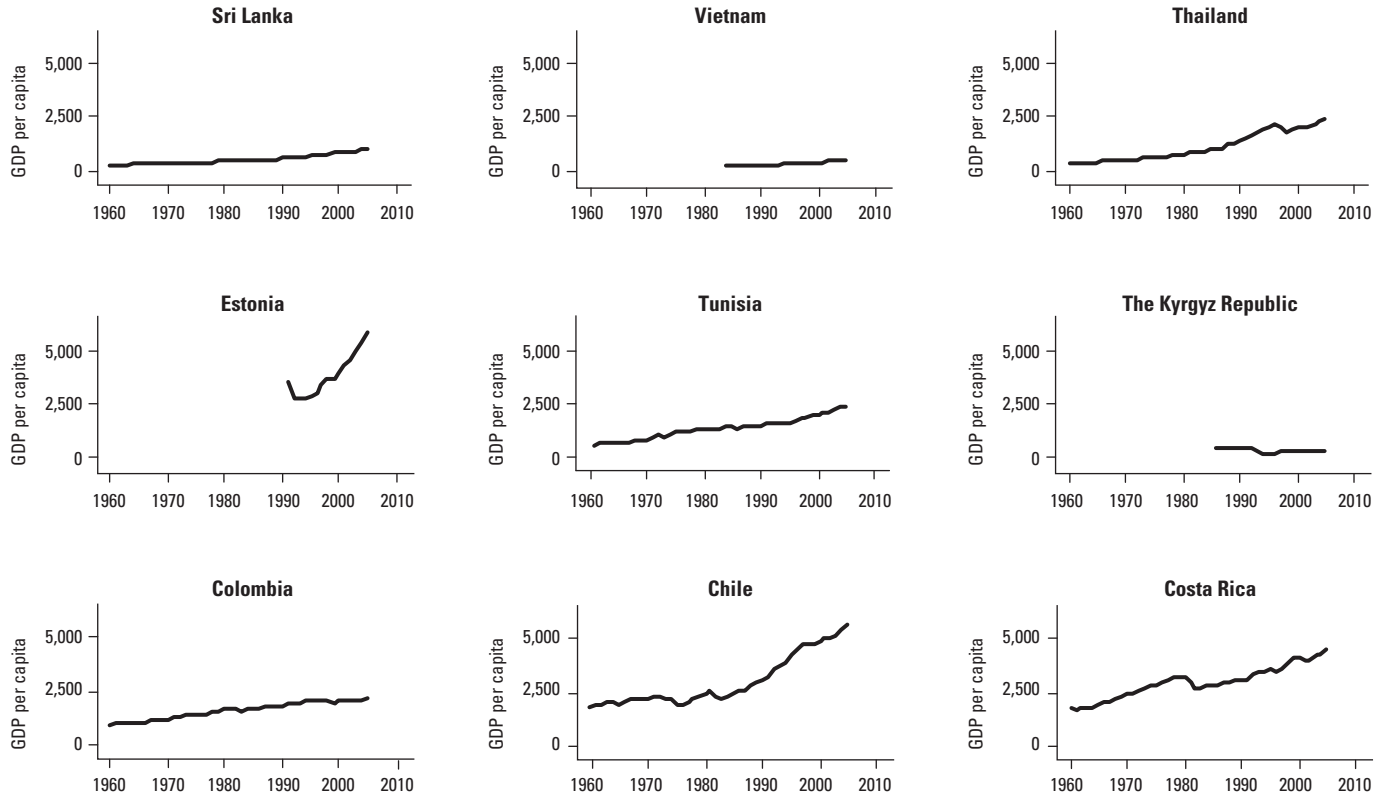 Sri Lanka
GDP per capita
5,000
2,500
0
1960 1970 1980 1990 2000 2010
Vietnam
GDP per capita
5,000
2,500
0
1960 1970 1980 1990 2000 2010
Thailand
GDP per capita
5,000
2,500
0
1960 1970 1980 1990 2000 2010
Estonia
GDP per capita
5,000
2,500
0
1960 1970 1980 1990 2000 2010
Tunisia
GDP per capita
5,000
2,500
0
1960 1970 1980 1990 2000 2010
The Kyrgyz Republic
GDP per capita
5,000
2,500
0
1960 1970 1980 1990 2000 2010
Colombia
GDP per capita
5,000
2,500
0
1960 1970 1980 1990 2000 2010
Chile
GDP per capita
5,000
2,500
0
1960 1970 1980 1990 2000 2010
Costa Rica
GDP per capita
5,000
2,500
0
1960 1970 1980 1990 2000 2010